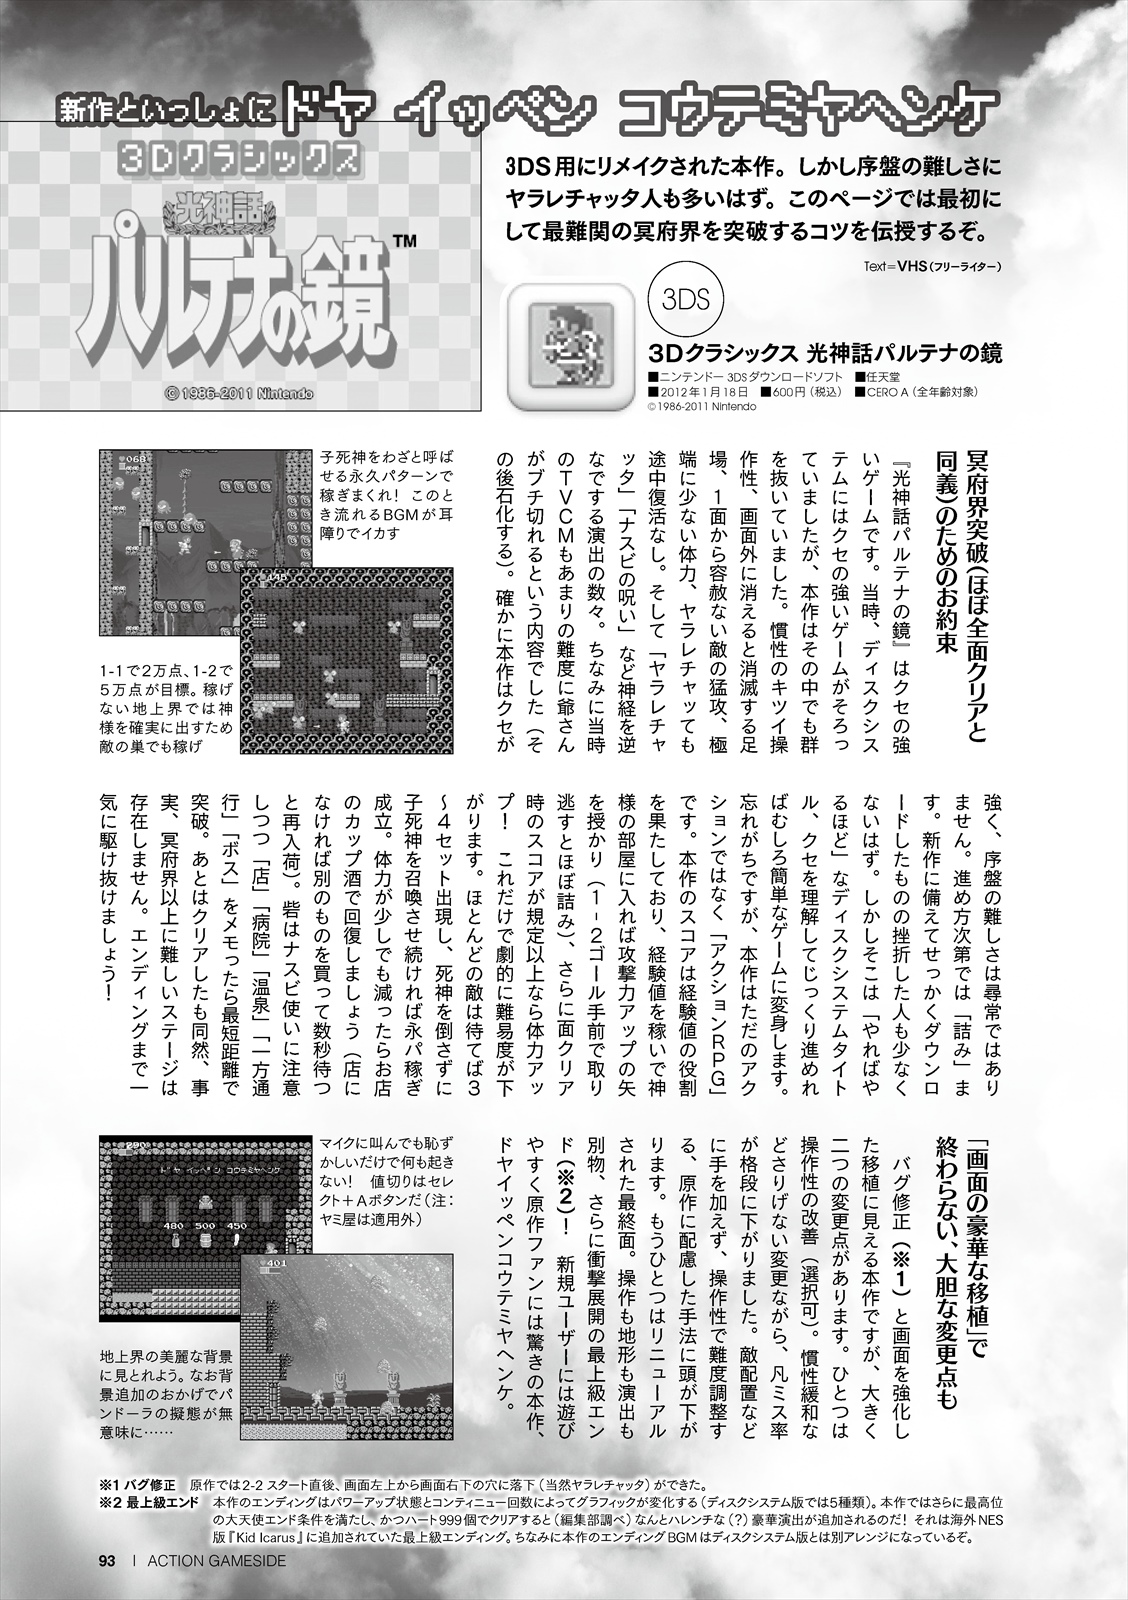 新作といっしょに ドヤ イッペン コウテミヤヘンケ
3Dクラシックス
光神話
パルテナの鏡™
©1986-2011 Nintendo
3DS用にリメイクされた本作。しかし序盤の難しさに
ヤラレチャッタ人も多いはず。このページでは最初に
して最難関の冥府界を突破するコツを伝授するぞ。
Text=VHS（フリーライター）
3DS
3Dクラシックス 光神話パルテナの鏡
■ニンテンドー3DSダウンロードソフト ■任天堂
■2012年1月18日 ■600円（税込） ■CERO A（全年齢対象）
©1986-2011 Nintendo
冥府界突破（ほぼ全面クリアと
同義）のためのお約束
『光神話パルテナの鏡』はクセの強
いゲームです。当時、ディスクシス
テムにはクセの強いゲームがそろっ
ていましたが、本作はその中でも群
を抜いていました。慣性のキツイ操
作性、画面外に消えると消滅する足
場、1面から容赦ない敵の猛攻、極
端に少ない体力、ヤラレチャッても
途中復活なし。そして「ヤラレチャ
ッタ」「ナスビの呪い」など神経を逆
なでする演出の数々。ちなみに当時
のTVCMもあまりの難度に爺さん
がブチ切れるという内容でした（そ
の後石化する）。確かに本作はクセが
子死神をわざと呼ば
せる永久パターンで
稼ぎまくれ！ このと
き流れるBGMが耳
障りでイカす
068
1-1で2万点、1-2で
5万点が目標。稼げ
ない地上界では神
様を確実に出すため
敵の巣でも稼げ
強く、序盤の難しさは尋常ではあり
ません。進め方次第では「詰み」ま
す。新作に備えてせっかくダウンロ
ードしたものの挫折した人も少なく
ないはず。しかしそこは「やればや
るほど」なディスクシステムタイト
ル、クセを理解してじっくり進めれ
ばむしろ簡単なゲームに変身します。
忘れがちですが、本作はただのアク
ションではなく「アクションRPG」
です。本作のスコアは経験値の役割
を果たしており、経験値を稼いで神
様の部屋に入れば攻撃力アップの矢
を授かり（1-2ゴール手前で取り
逃すとほぼ詰み）、さらに面クリア
時のスコアが規定以上なら体力アッ
プ！ これだけで劇的に難易度が下
がります。ほとんどの敵は待てば3
〜4セット出現し、死神を倒さずに
子死神を召喚させ続ければ永パ稼ぎ
成立。体力が少しでも減ったらお店
のカップ酒で回復しましょう（店に
なければ別のものを買って数秒待つ
と再入荷）。砦はナスビ使いに注意
しつつ「店」「病院」「温泉」「一方通
行」「ボス」をメモったら最短距離で
突破。あとはクリアしたも同然、事
実、冥府界以上に難しいステージは
存在しません。エンディングまで一
気に駆け抜けましょう！
「画面の豪華な移植」で
終わらない、大胆な変更点も
バグ修正（※1）と画面を強化し
た移植に見える本作ですが、大きく
二つの変更点があります。ひとつは
操作性の改善（選択可）。慣性緩和な
どさりげない変更ながら、凡ミス率
が格段に下がりました。敵配置など
に手を加えず、操作性で難度調整す
る、原作に配慮した手法に頭が下が
ります。もうひとつはリニューアル
された最終面。操作も地形も演出も
別物、さらに衝撃展開の最上級エン
ド（※2）！ 新規ユーザーには遊び
やすく原作ファンには驚きの本作、
ドヤイッペンコウテミヤヘンケ。
マイクに叫んでも恥ず
かしいだけで何も起き
ない！ 値切りはセレ
クト＋Aボタンだ（注：
ヤミ屋は適用外）
290
ドヤ イッペン コウテミヤヘンケ
480 500 450
401
地上界の美麗な背景
に見とれよう。なお背
景追加のおかげでパ
ンドーラの擬態が無
意味に……
※1 バグ修正 原作では2-2スタート直後、画面左上から画面右下の穴に落下（当然ヤラレチャッタ）ができた。
※2 最上級エンド 本作のエンディングはパワーアップ状態とコンティニュー回数によってグラフィックが変化する（ディスクシステム版では5種類）。本作ではさらに最高位
の大天使エンド条件を満たし、かつハート999個でクリアすると（編集部調べ）なんとハレンチな（？）豪華演出が追加されるのだ！ それは海外NES
版『Kid Icarus』に追加されていた最上級エンディング。ちなみに本作のエンディングBGMはディスクシステム版とは別アレンジになっているぞ。
93 | ACTION GAMESIDE